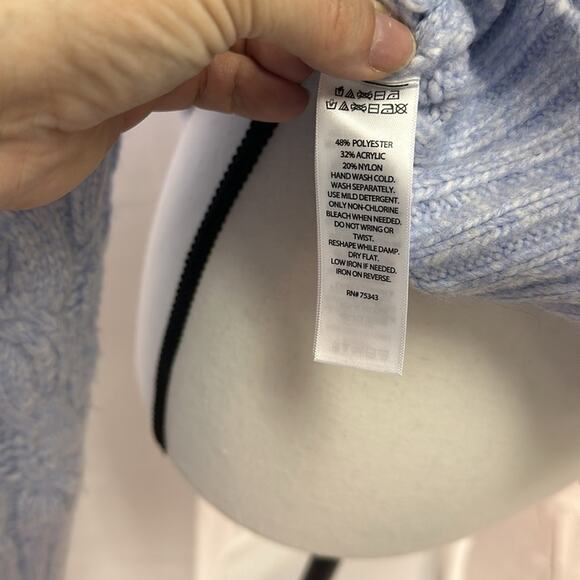 48% POLYESTER
32% ACRYLIC
20% NYLON
HAND WASH COLD.
WASH SEPARATELY.
USE MILD DETERGENT.
ONLY NON-CHLORINE
BLEACH WHEN NEEDED.
DO NOT WRING OR
TWIST.
RESHAPE WHILE DAMP.
DRY FLAT.
LOW IRON IF NEEDED.
IRON ON REVERSE.
RN# 75343